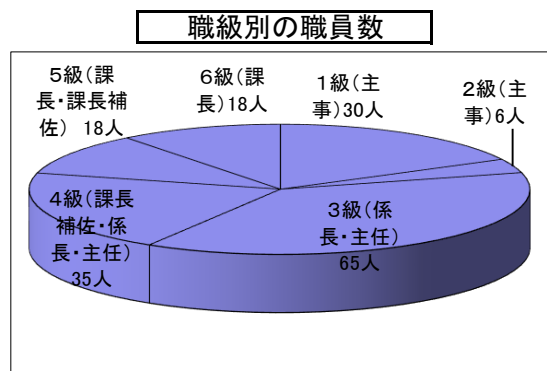 職級別の職員数
5級(課
長・課長補
佐) 18人
6級(課
長)18人
1級(主
事)30人
2級(主
事)6人
4級(課長
補佐・係
長・主任)
35人
3級(係
長・主任)
65人